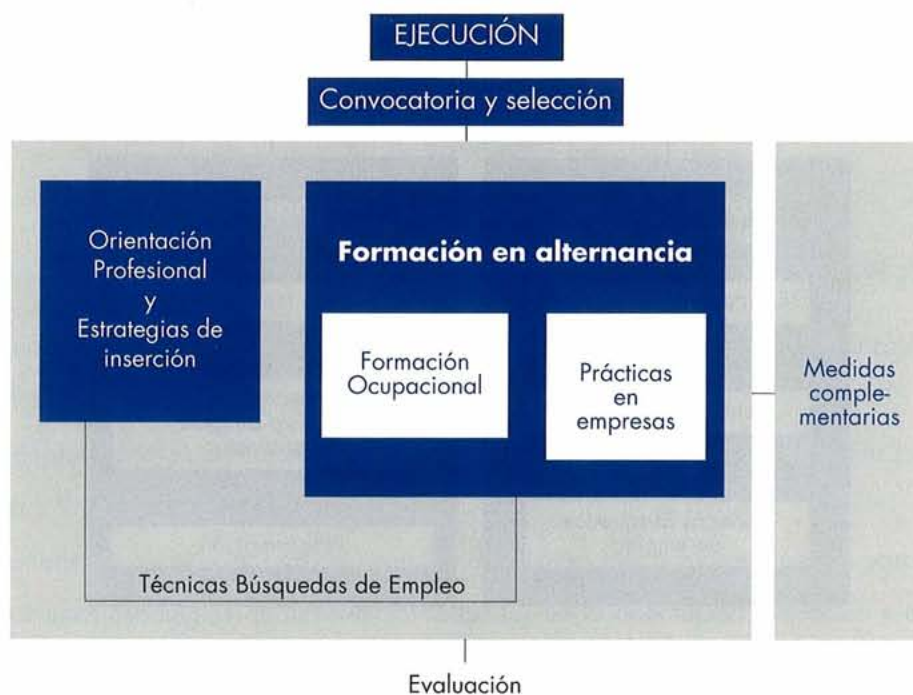 EJECUCIÓN
Convocatoria y selección
Orientación
Profesional
y
Estrategias de
inserción
Formación en alternancia
Formación
Ocupacional
Prácticas
en
empresas
Medidas
comple-
mentarias
Técnicas Búsquedas de Empleo
Evaluación